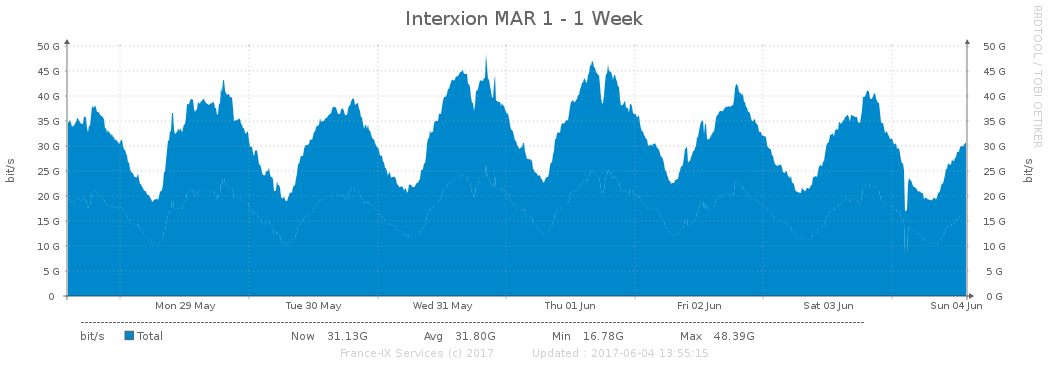 Interxion MAR 1 - 1 Week
RRDTOOL / TOBI OETIKER
50 G 50 G
45 G 45 G
40 G 40 G
35 G 35 G
30 G 30 G
25 G 25 G
20 G 20 G
15 G 15 G
10 G 10 G
5 G 5 G
0 0 G
bit/s bit/s
Mon 29 May Tue 30 May Wed 31 May Thu 01 Jun Fri 02 Jun Sat 03 Jun Sun 04 Jun
bit/s Total Now 31.13G Avg 31.80G Min 16.78G Max 48.39G
France-IX Services (c) 2017 Updated : 2017-06-04 13:55:15